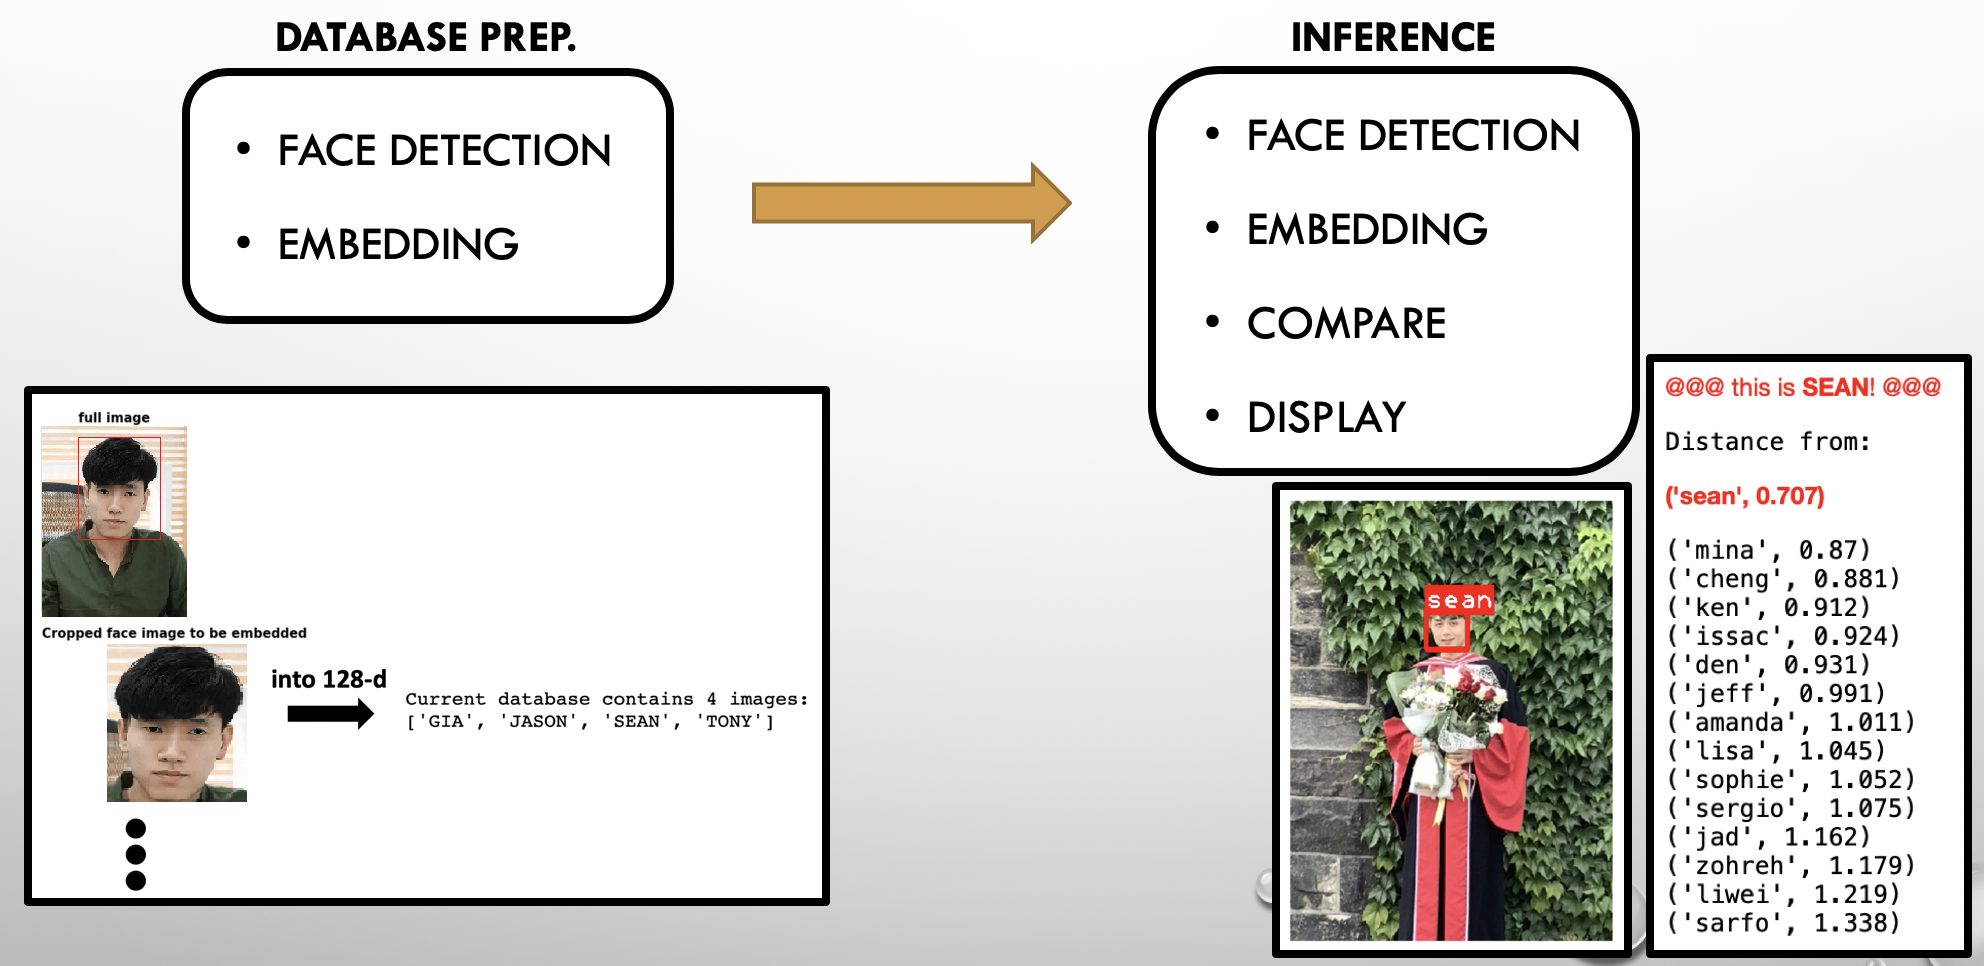 DATABASE PREP.
• FACE DETECTION
• EMBEDDING
INFERENCE
• FACE DETECTION
• EMBEDDING
• COMPARE
• DISPLAY
full image
Cropped face image to be embedded
into 128-d
Current database contains 4 images:
['GIA', 'JASON', 'SEAN', 'TONY']
sean
@@@ this is SEAN! @@@
Distance from:
('sean', 0.707)
('mina', 0.87)
('cheng', 0.881)
('ken', 0.912)
('issac', 0.924)
('den', 0.931)
('jeff', 0.991)
('amanda', 1.011)
('lisa', 1.045)
('sophie', 1.052)
('sergio', 1.075)
('jad', 1.162)
('zohreh', 1.179)
('liwei', 1.219)
('sarfo', 1.338)